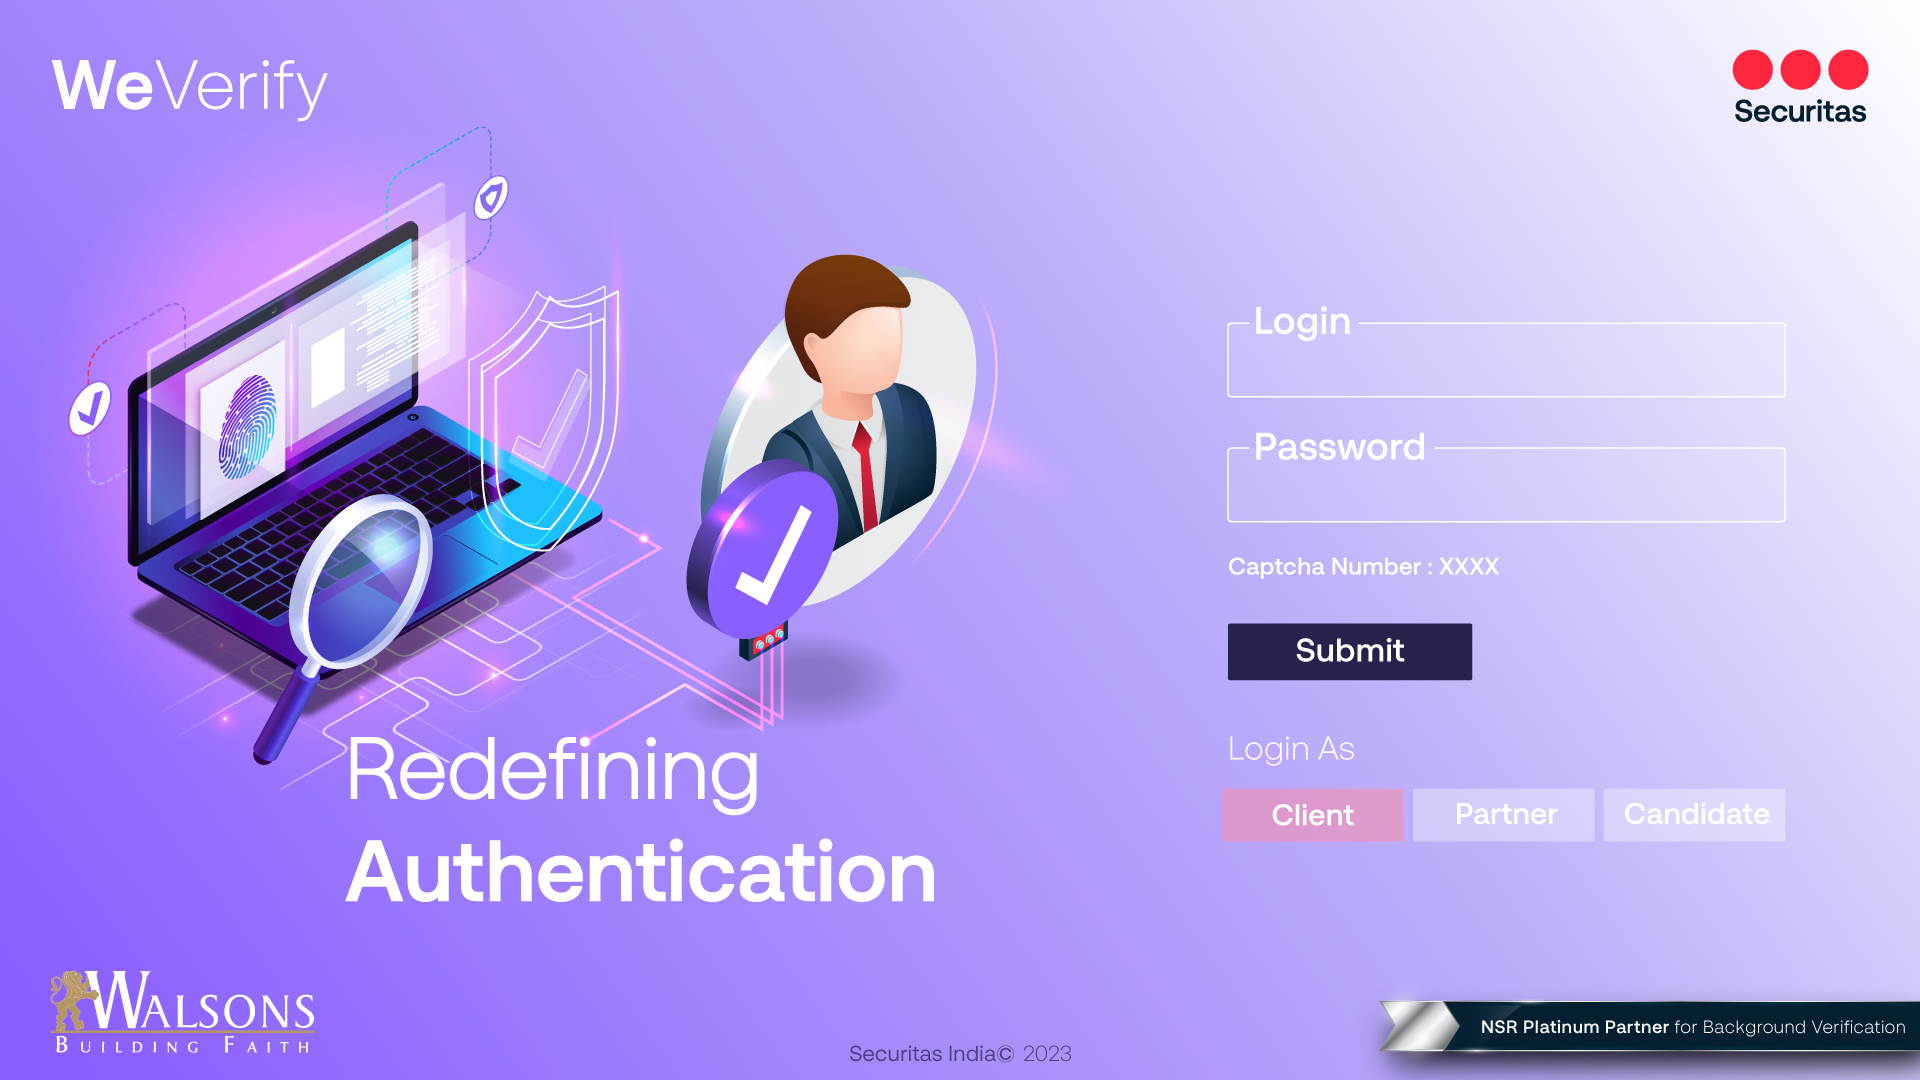 WeVerify
Securitas
Login
Password
Captcha Number : XXXX
Submit
Login As
Client
Partner
Candidate
Redefining
Authentication
WALSONS
BUILDING FAITH
Securitas India© 2023
NSR Platinum Partner for Background Verification